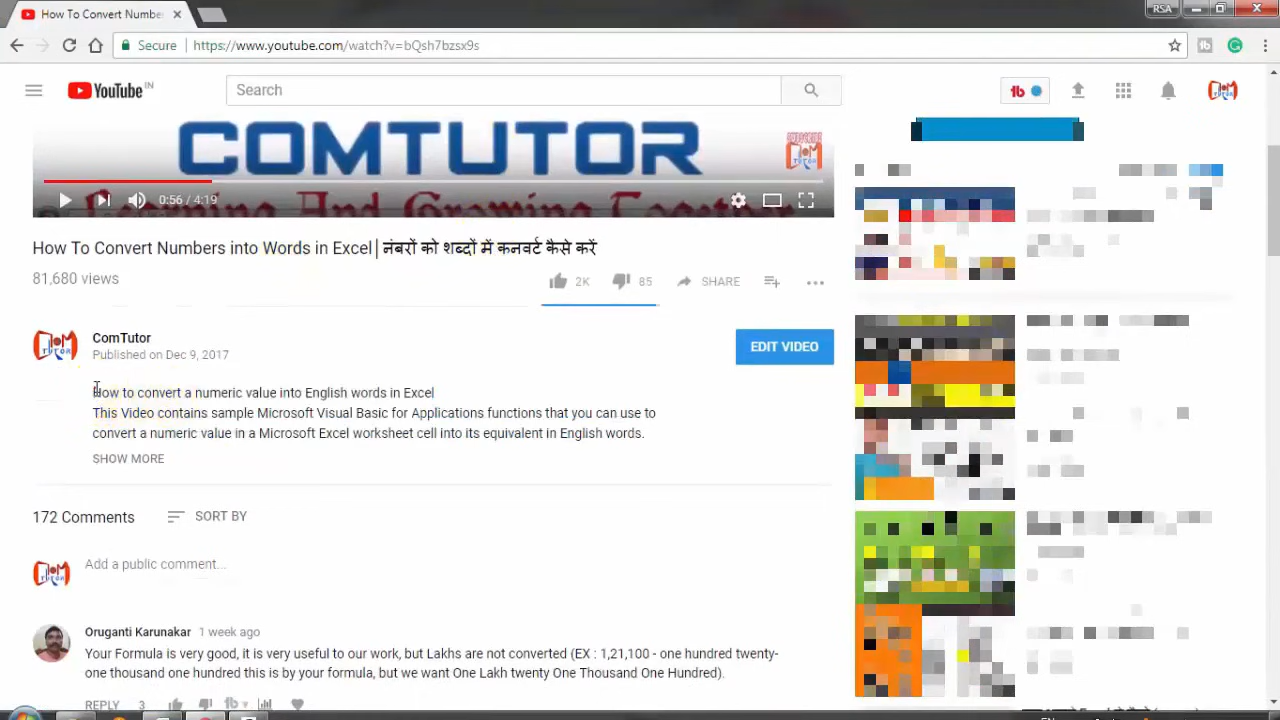 How To Convert Numbe
RSA
Secure
https://www.youtube.com/watch?v=bQsh7bzsx9s
YouTube IN
Search
COMTUTOR
0:56 / 4:19
How To Convert Numbers into Words in Excel | नंबरों को शब्दों में कनवर्ट कैसे करें
81,680 views
2K
85
SHARE
ComTutor
Published on Dec 9, 2017
EDIT VIDEO
How to convert a numeric value into English words in Excel
This Video contains sample Microsoft Visual Basic for Applications functions that you can use to
convert a numeric value in a Microsoft Excel worksheet cell into its equivalent in English words.
SHOW MORE
172 Comments
SORT BY
Add a public comment...
Oruganti Karunakar 1 week ago
Your Formula is very good, it is very useful to our work, but Lakhs are not converted (EX : 1,21,100 - one hundred twenty-
one thousand one hundred this is by your formula, but we want One Lakh twenty One Thousand One Hundred).
REPLY 3